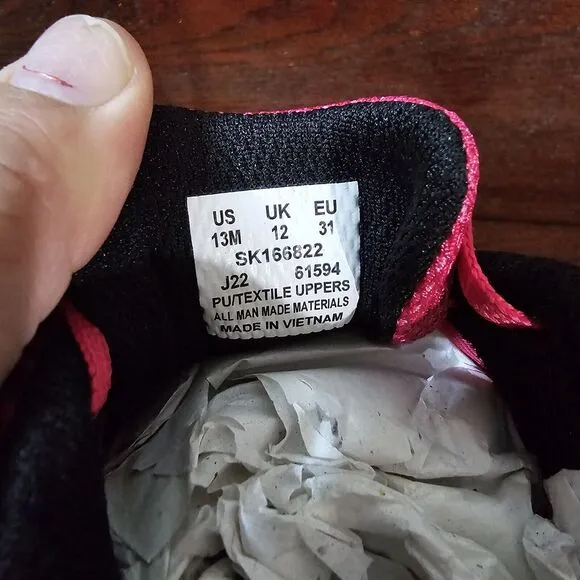 US UK EU
13M 12 31
SK166822
J22 61594
PU/TEXTILE UPPERS
ALL MAN MADE MATERIALS
MADE IN VIETNAM